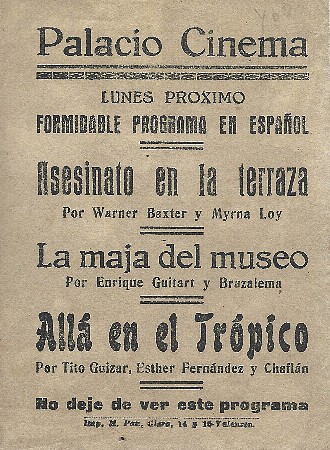 Palacio Cinema
LUNES PROXIMO
FORMIDABLE PROGRAMA EN ESPAÑOL
Asesinato en la terraza
Por Warner Baxter y Myrna Loy
La maja del museo
Por Enrique Guitart y Brazalema
Allá en el Trópico
Por Tito Guizar, Esther Fernández y Chaflán
No deje de ver este programa
Imp. M. Paz, Clara, 14 y 16-Valencia.